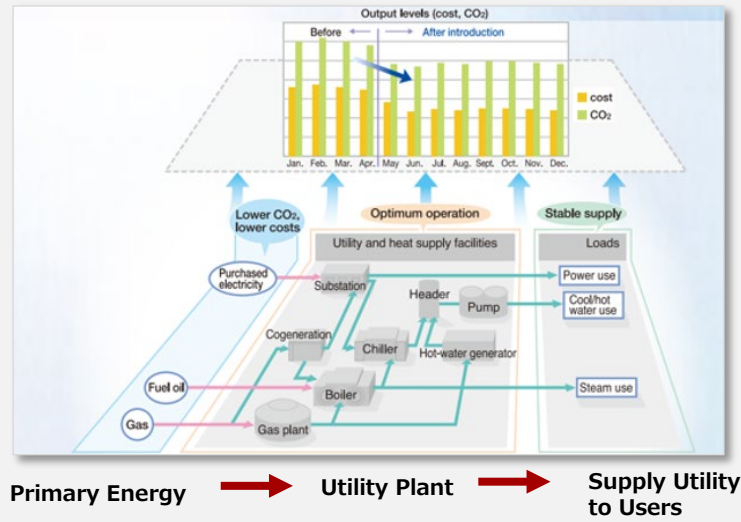 Output levels (cost, CO₂)
Before
After introduction
cost
CO₂
Jan. Feb. Mar. Apr. May Jun. Jul. Aug. Sept. Oct. Nov. Dec.
Lower CO₂,
lower costs
Optimum operation
Stable supply
Utility and heat supply facilities
Loads
Purchased
electricity
Substation
Power use
Header
Pump
Cool/hot
water use
Cogeneration
Chiller
Hot-water generator
Fuel oil
Boiler
Steam use
Gas
Gas plant
Primary Energy
Utility Plant
Supply Utility
to Users